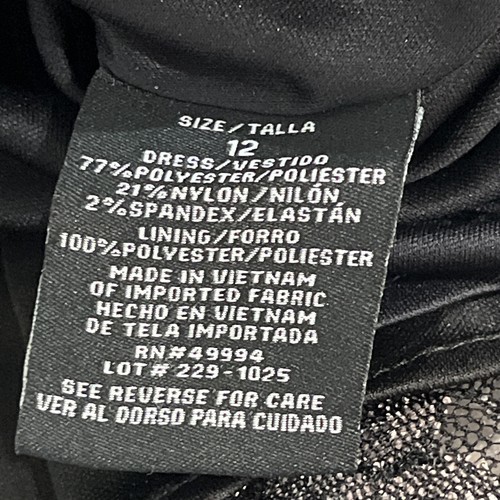 SIZE/TALLA
12
DRESS/VESTIDO
77%POLYESTER/POLIESTER
21%NYLON/NILÓN
2%SPANDEX/ELASTÁN
LINING/FORRO
100%POLYESTER/POLIESTER
MADE IN VIETNAM
OF IMPORTED FABRIC
HECHO EN VIETNAM
DE TELA IMPORTADA
RN#49994
LOT# 229-1025
SEE REVERSE FOR CARE
VER AL DORSO PARA CUIDADO